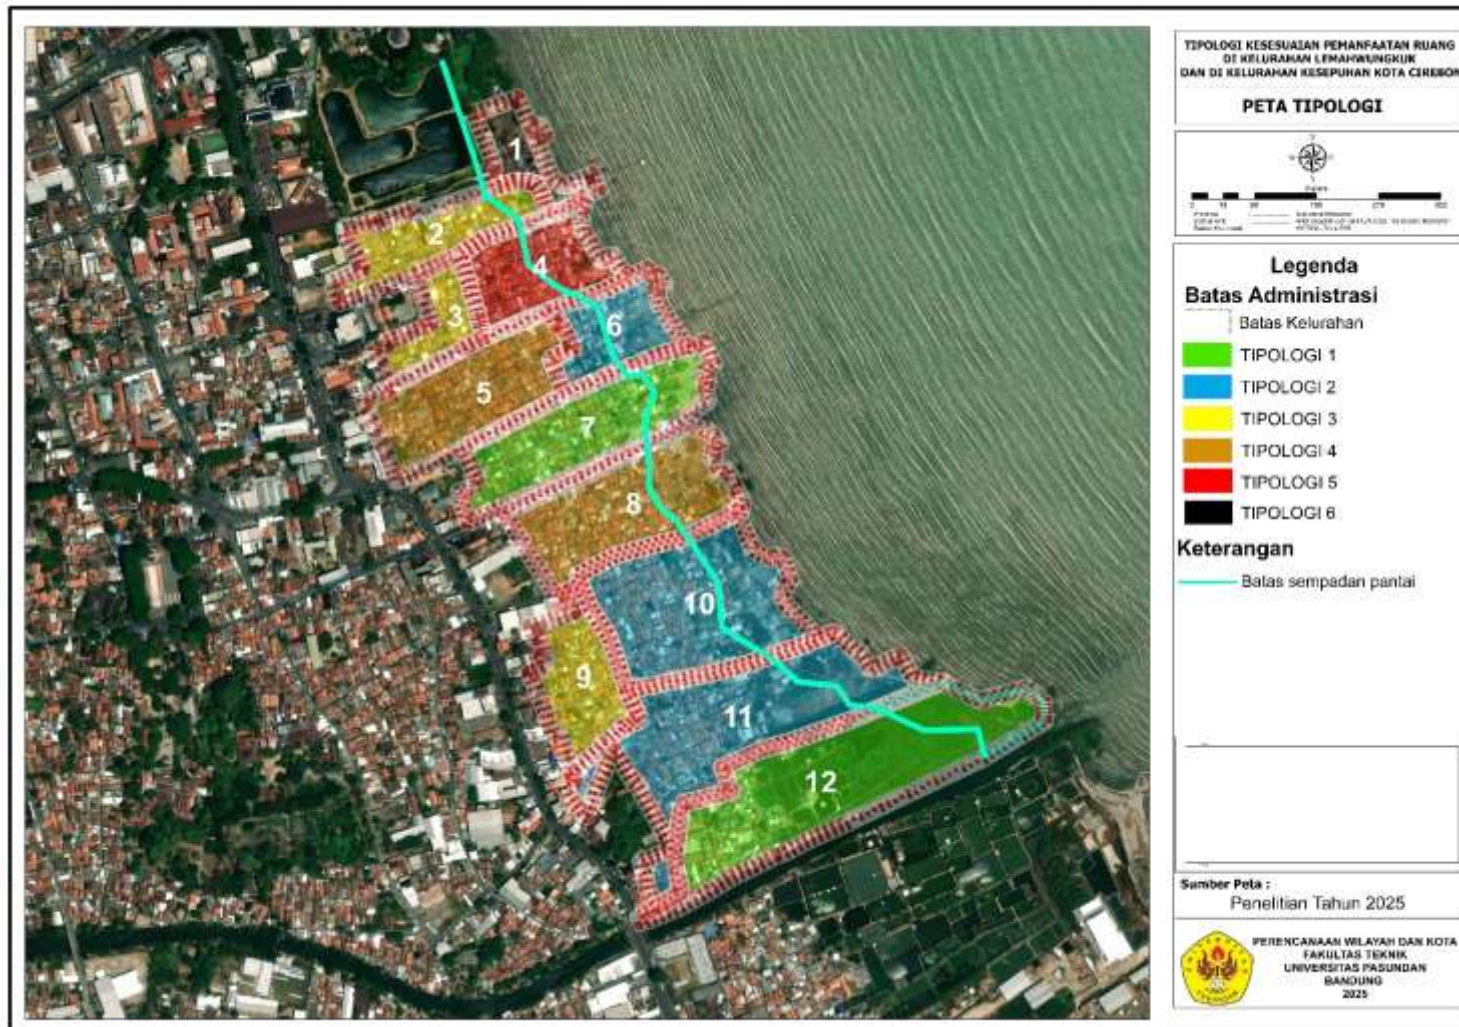 TIPOLOGI KESESUAIAN PEMANFAATAN RUANG
DI KELURAHAN LEMAHWUNGKUK
DAN DI KELURAHAN KESEPUHAN KOTA CIREBON
PETA TIPOLOGI
Legenda
Batas Administrasi
Batas Kelurahan
TIPOLOGI 1
TIPOLOGI 2
TIPOLOGI 3
TIPOLOGI 4
TIPOLOGI 5
TIPOLOGI 6
Keterangan
Batas sempadan pantai
Sumber Peta :
Penelitian Tahun 2025
PERENCANAAN WILAYAH DAN KOTA
FAKULTAS TEKNIK
UNIVERSITAS PASUNDAN
BANDUNG
2025
1
2
3
4
5
6
7
8
9
10
11
12